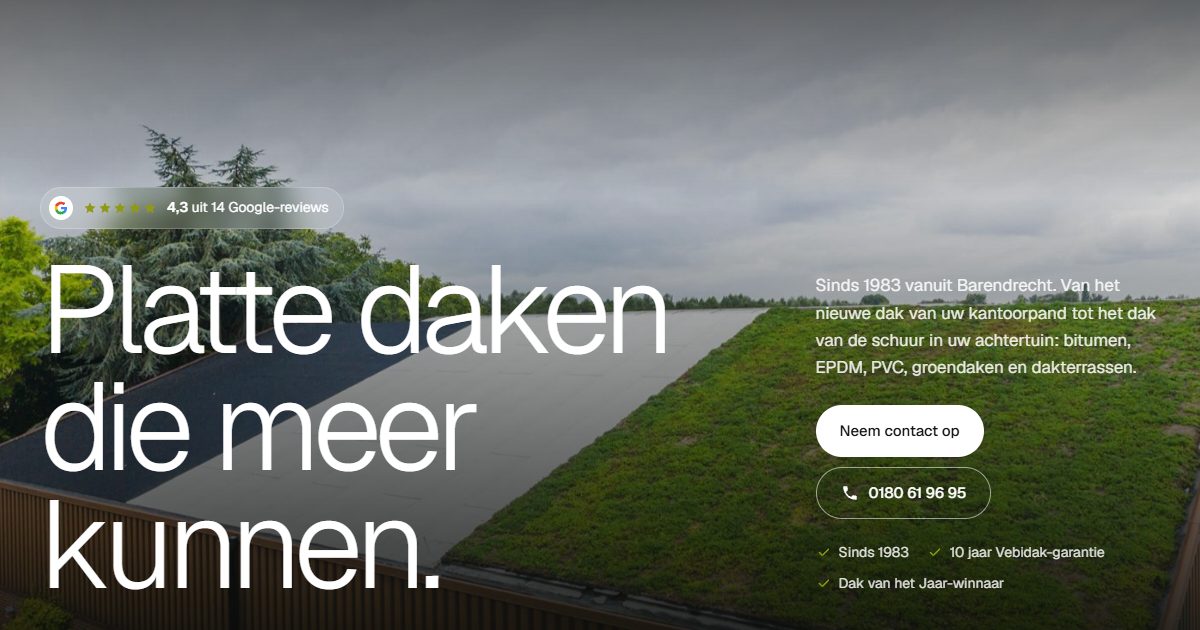 4,3 uit 14 Google-reviews
Platte daken
die meer
kunnen.
Sinds 1983 vanuit Barendrecht. Van het
nieuwe dak van uw kantoorpand tot het dak
van de schuur in uw achtertuin: bitumen,
EPDM, PVC, groendaken en dakterrassen.
Neem contact op
0180 61 96 95
Sinds 1983
10 jaar Vebidak-garantie
Dak van het Jaar-winnaar